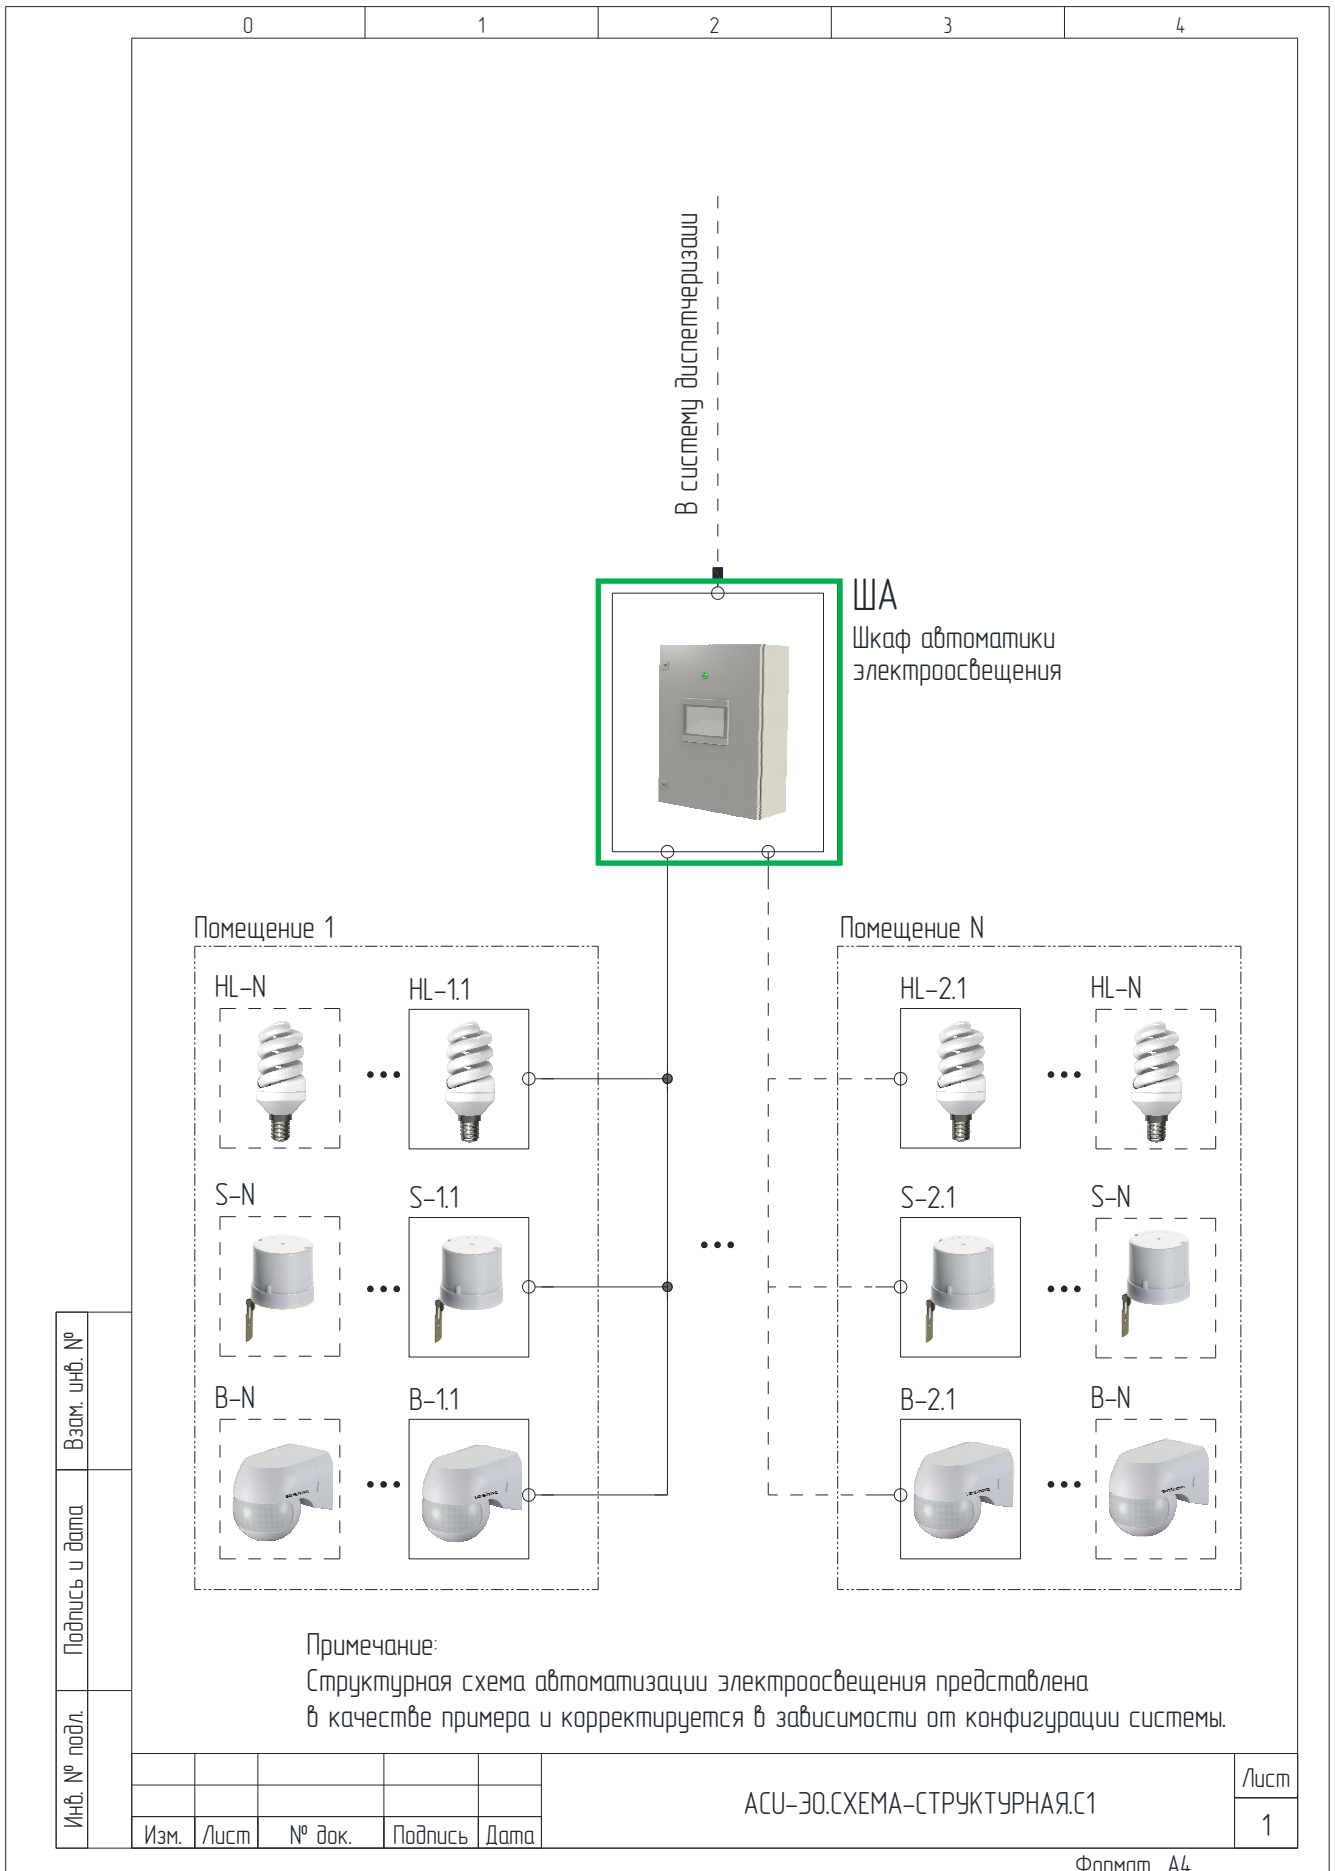 0 1 2 3 4
В систему диспетчеризаии
ША
Шкаф автоматики
электроосвещения
Помещение 1
Помещение N
HL-N HL-1.1 HL-2.1 HL-N
S-N S-1.1 S-2.1 S-N
B-N B-1.1 B-2.1 B-N
Взам. инв. №
Подпись и дата
Инв. № подл.
Примечание:
Структурная схема автоматизации электроосвещения представлена
в качестве примера и корректируется в зависимости от конфигурации системы.
Изм. Лист № док. Подпись Дата
ACU-ЭО.СХЕМА-СТРУКТУРНАЯ.С1
Лист
1
Формат А4